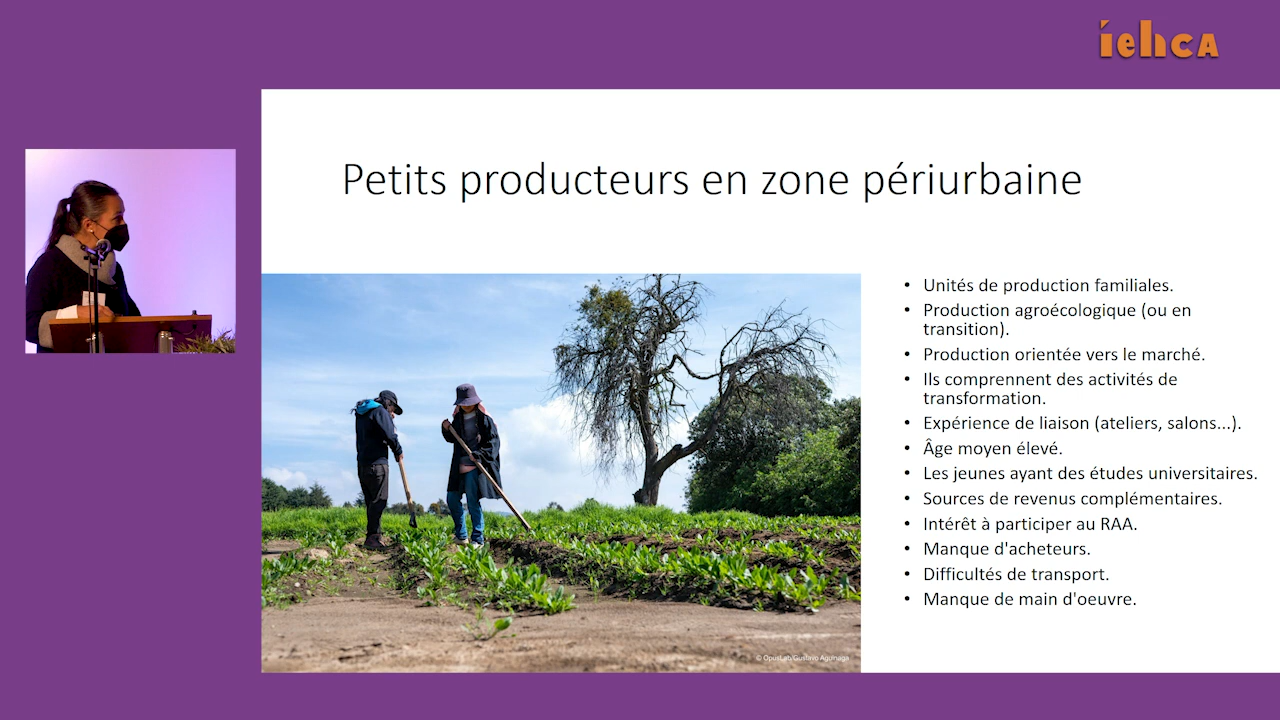 iehcA
Petits producteurs en zone périurbaine
• Unités de production familiales.
• Production agroécologique (ou en
transition).
• Production orientée vers le marché.
• Ils comprennent des activités de
transformation.
• Expérience de liaison (ateliers, salons...).
• Âge moyen élevé.
• Les jeunes ayant des études universitaires.
• Sources de revenus complémentaires.
• Intérêt à participer au RAA.
• Manque d'acheteurs.
• Difficultés de transport.
• Manque de main d'oeuvre.
© OpusLab/Gustavo Aguinaga